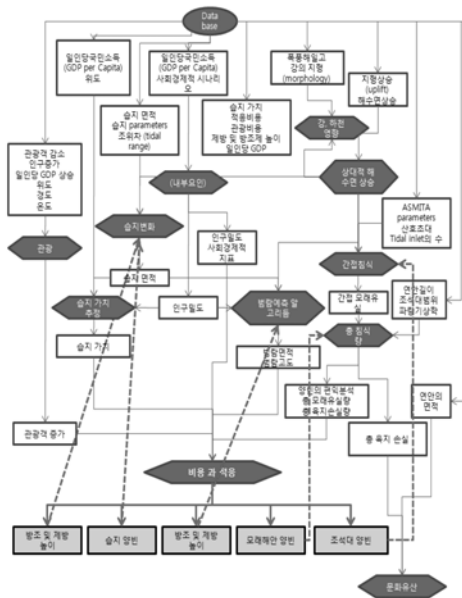 Data
base
일인당국민소득
(GDP per Capita)
위도
일인당국민소득
(GDP per Capita)
사회경제적 시나리
오
폭풍해일고
강의 지형
(morphology)
지형상승
(uplift)
해수면상승
습지 면적
습지 parameters
조위차 (tidal
range)
습지 가치
적응비용
관광비용
제방 및 방조제 높이
일인당 GDP
강, 하천
영향
관광객 감소
인구증가
일인당 GDP 상승
위도
경도
온도
(내부요인)
상대적 해
수면 상승
ASMITA
parameters
산호조대
Tidal inlet의 수
관광
습지변화
인구밀도
사회경제적
지표
간접침식
습지 면적
습지 가치
추정
인구밀도
범람예측 알
고리듬
간접 모래유
실
연안길이
조석대범위
파랑기상학
총 침식
량
습지 가치
범람면적
범람고도
양빈의 편익분석
총 모래유실량
총 육지손실량
연안의
면적
관광객 증가
총 육지 손실
비용 과 적응
방조 및 제방
높이
습지 양빈
방조 및 제방
높이
모래해안 양빈
조석대 양빈
문화유산